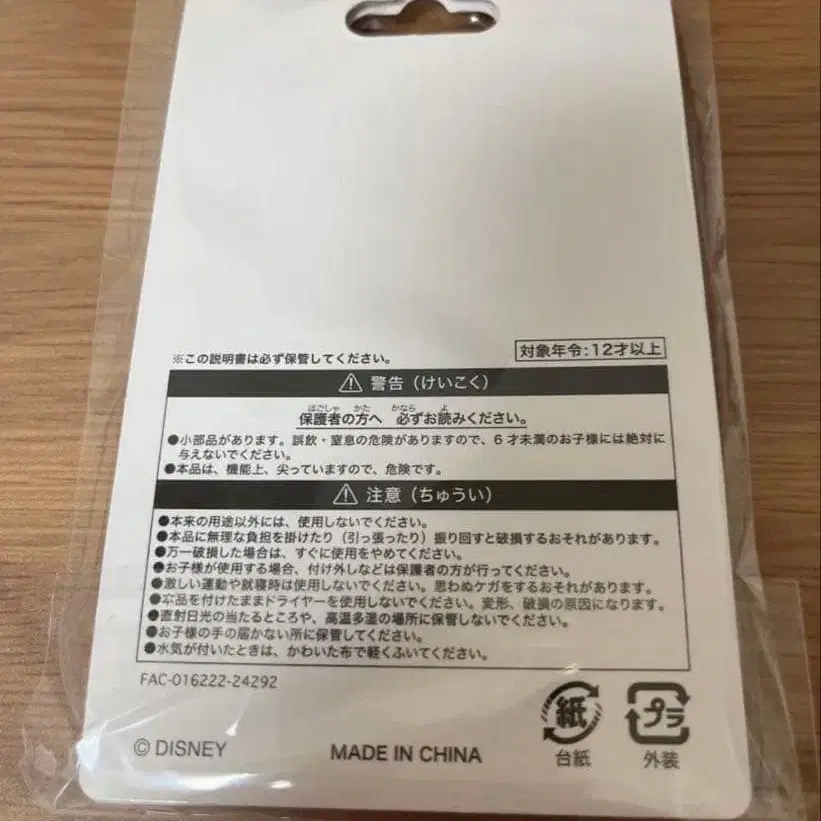 ※この説明書は必ず保管してください。
対象年令:12才以上
⚠ 警告（けいこく）
ほごしゃ かた かなら よ
保護者の方へ 必ずお読みください。
●小部品があります。誤飲・窒息の危険がありますので、6才未満のお子様には絶対に
与えないでください。
●本品は、機能上、尖っていますので、危険です。
⚠ 注意（ちゅうい）
●本来の用途以外には、使用しないでください。
●本品に無理な負担を掛けたり（引っ張ったり）振り回すと破損するおそれがあります。
●万一破損した場合は、すぐに使用をやめてください。
●お子様が使用する場合、付け外しなどは保護者の方が行ってください。
●激しい運動や就寝時は使用しないでください。思わぬケガをするおそれがあります。
●本品を付けたままドライヤーを使用しないでください。変形、破損の原因になります。
●直射日光の当たるところや、高温多湿の場所に保管しないでください。
●お子様の手の届かない所に保管してください。
●水気が付いたときは、かわいた布で軽くふいてください。
FAC-016222-24292
© DISNEY
MADE IN CHINA
紙
台紙
プラ
外装